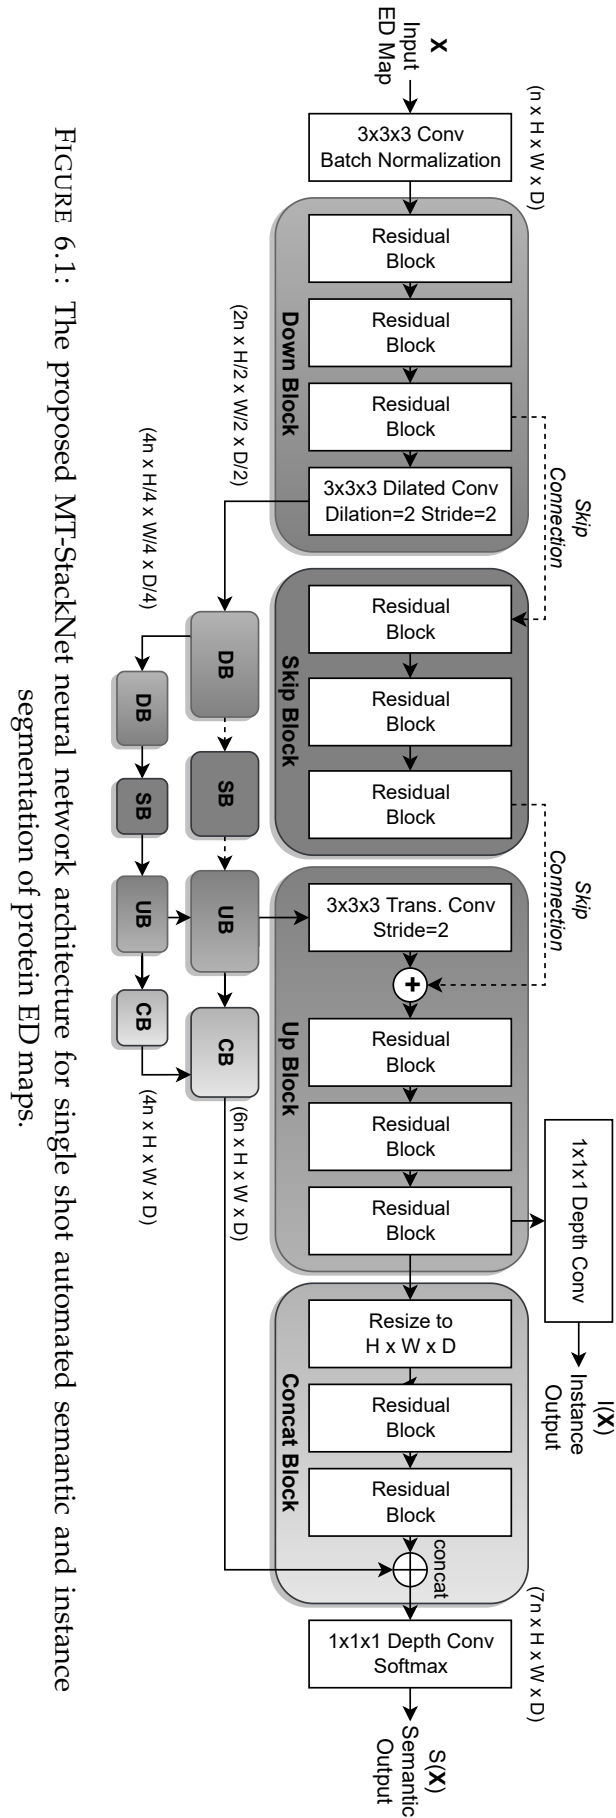 X
Input
ED Map
(n x H x W x D)
3x3x3 Conv
Batch Normalization
Residual
Block
Residual
Block
Residual
Block
3x3x3 Dilated Conv
Dilation=2 Stride=2
Down Block
Skip
Connection
Residual
Block
Residual
Block
Residual
Block
Skip Block
Skip
Connection
3x3x3 Trans. Conv
Stride=2
+
Residual
Block
Residual
Block
Residual
Block
Up Block
1x1x1 Depth Conv
I(X)
Instance
Output
Resize to
H x W x D
Residual
Block
Residual
Block
concat
Concat Block
(7n x H x W x D)
1x1x1 Depth Conv
Softmax
S(X)
Semantic
Output
(2n x H/2 x W/2 x D/2)
DB
SB
UB
CB
(6n x H x W x D)
(4n x H/4 x W/4 x D/4)
DB
SB
UB
CB
(4n x H x W x D)
FIGURE 6.1: The proposed MT-StackNet neural network architecture for single shot automated semantic and instance
segmentation of protein ED maps.